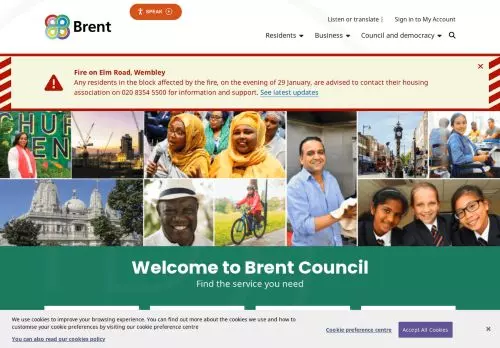 SPEAK
Brent
Listen or translate |
Sign in to My Account
Residents
Business
Council and democracy
Fire on Elm Road, Wembley
Any residents in the block affected by the fire, on the evening of 29 January, are advised to contact their housing
association on 020 8354 5500 for information and support. See latest updates
Welcome to Brent Council
Find the service you need
We use cookies to improve your browsing experience. You can find out more about the cookies we use and how to
customise your cookie preferences by visiting our cookie preference centre
You can also read our cookies policy
Cookie preference centre
Accept All Cookies